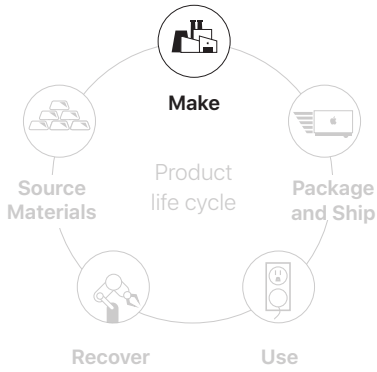 Make
Source
Materials
Product
life cycle
Package
and Ship
Recover
Use